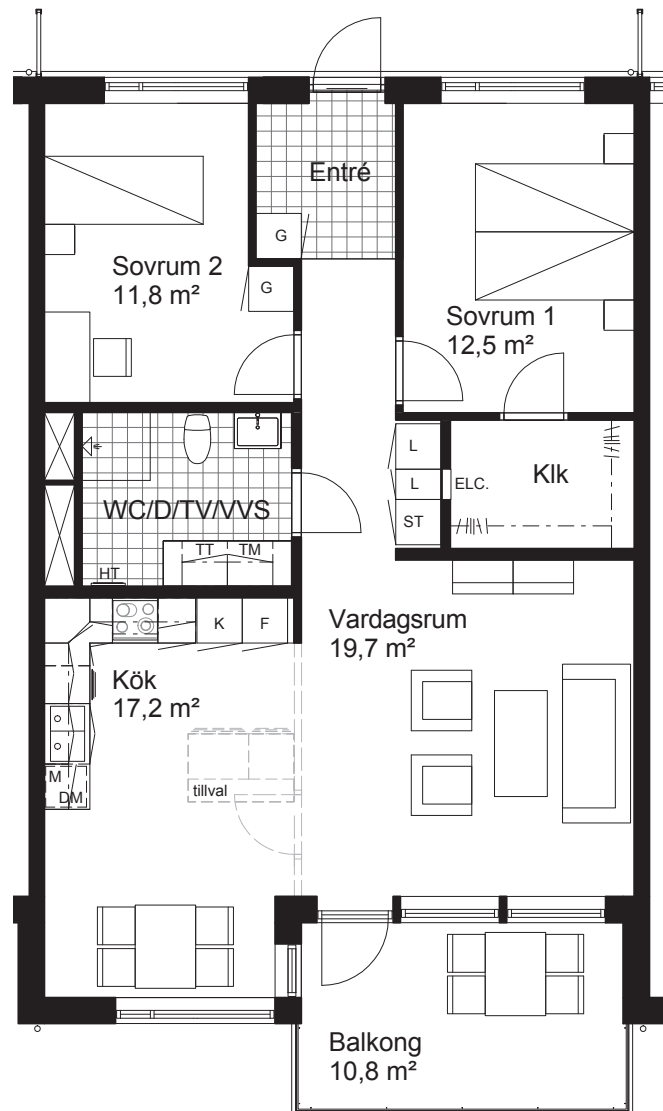 Entré
G
Sovrum 2
11,8 m²
G
Sovrum 1
12,5 m²
L
L
ELC.
Klk
ST
WC/D/TV/VVS
TT
TM
HT
K
F
Vardagsrum
19,7 m²
Kök
17,2 m²
M
DM
tillval
Balkong
10,8 m²